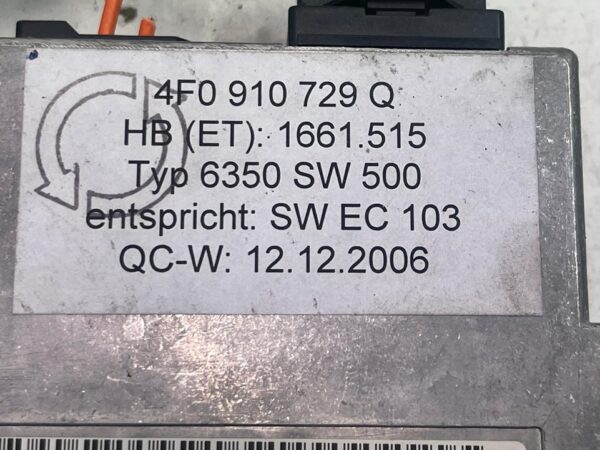 4F0 910 729 Q
HB (ET): 1661.515
Typ 6350 SW 500
entspricht: SW EC 103
QC-W: 12.12.2006